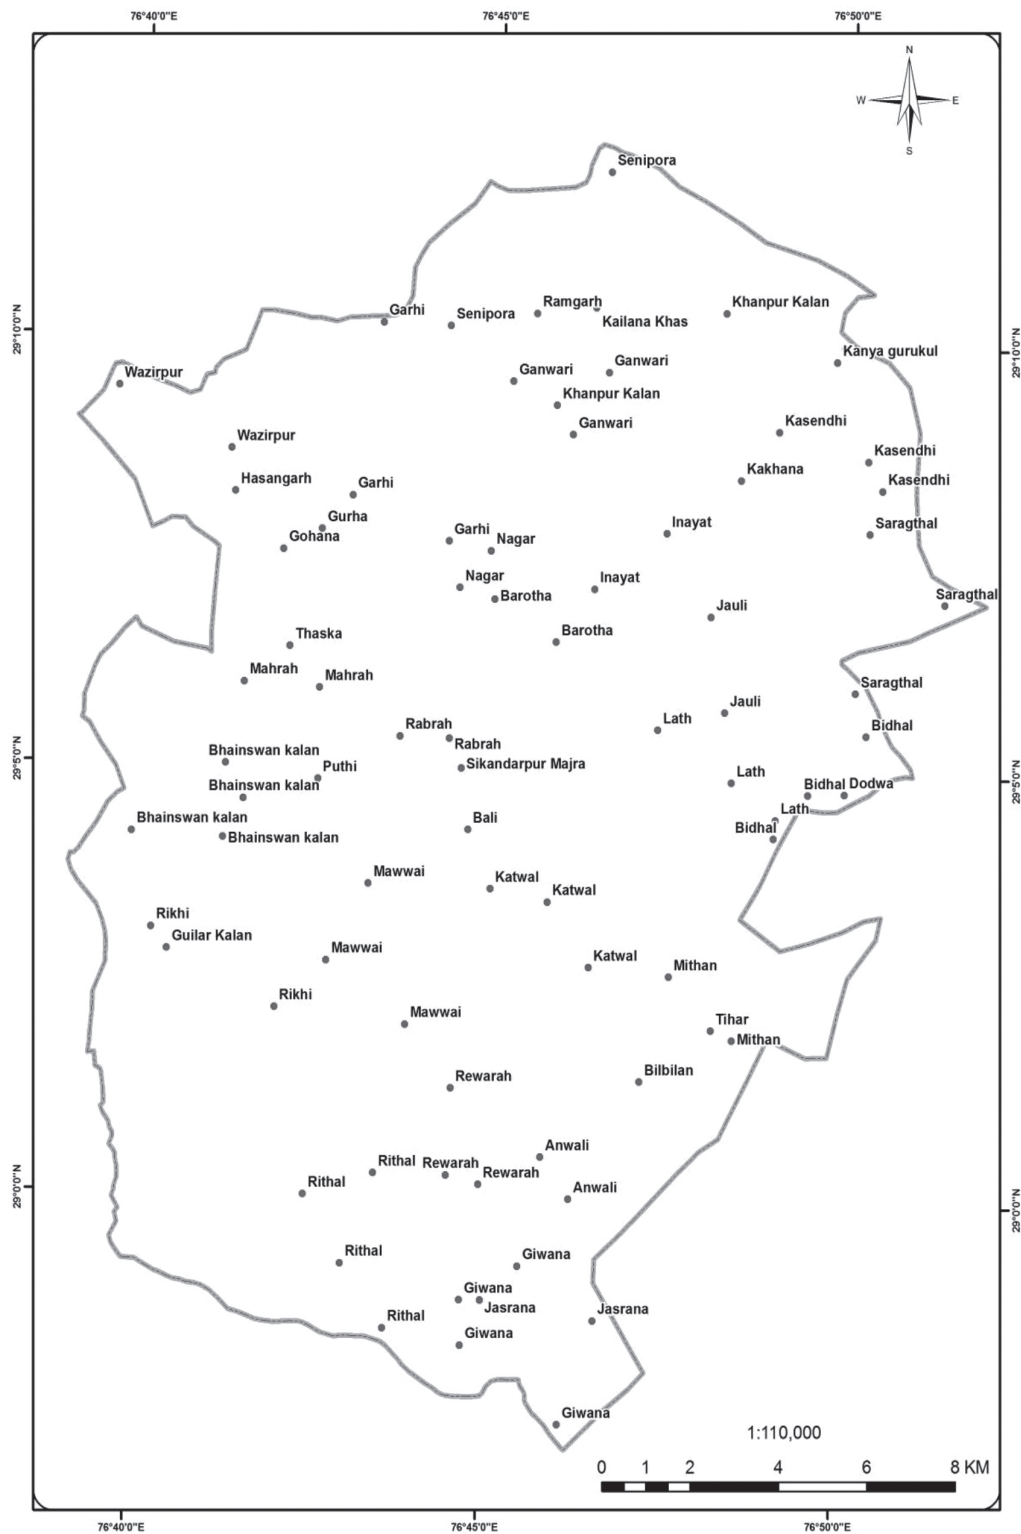 76°40'0"E
76°45'0"E
76°50'0"E
N
W
E
S
Senipora
29°10'0"N
Garhi
Senipora
Ramgarh
Kailana Khas
Khanpur Kalan
29°10'0"N
Kanya gurukul
Wazirpur
Ganwari
Ganwari
Khanpur Kalan
Ganwari
Kasendhi
Wazirpur
Kasendhi
Kakhana
Hasangarh
Garhi
Kasendhi
Gurha
Gohana
Garhi
Nagar
Inayat
Saragthal
Nagar
Barotha
Inayat
Saragthal
Jauli
Thaska
Barotha
Mahrah
Mahrah
Saragthal
Jauli
Lath
Rabrah
Rabrah
Bidhal
29°5'0"N
Bhainswan kalan
Puthi
Sikandarpur Majra
Lath
29°5'0"N
Bhainswan kalan
Bidhal
Dodwa
Lath
Bhainswan kalan
Bhainswan kalan
Bali
Bidhal
Mawwai
Katwal
Katwal
Rikhi
Guilar Kalan
Mawwai
Katwal
Mithan
Rikhi
Mawwai
Tihar
Mithan
Bilbilan
Rewarah
Anwali
Rithal
Rewarah
Rewarah
29°0'0"N
Rithal
Anwali
29°0'0"N
Rithal
Giwana
Giwana
Jasrana
Jasrana
Rithal
Giwana
Giwana
1:110,000
0 1 2 4 6 8 KM
76°40'0"E
76°45'0"E
76°50'0"E